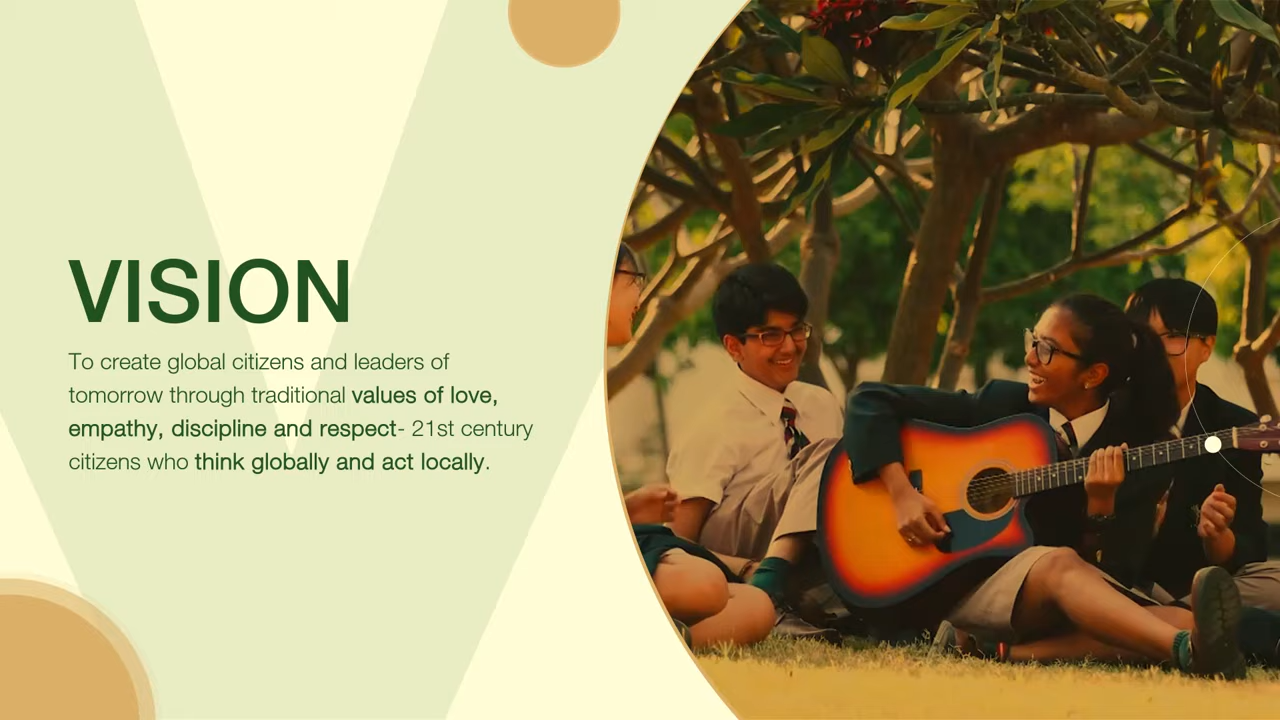 VISION
To create global citizens and leaders of
tomorrow through traditional values of love,
empathy, discipline and respect- 21st century
citizens who think globally and act locally.